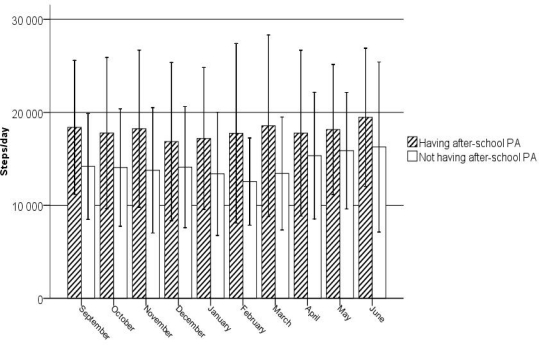 30 000
20 000
10 000
0
Steps/day
Having after-school PA
Not having after-school PA
September
October
November
December
January
February
March
April
May
June